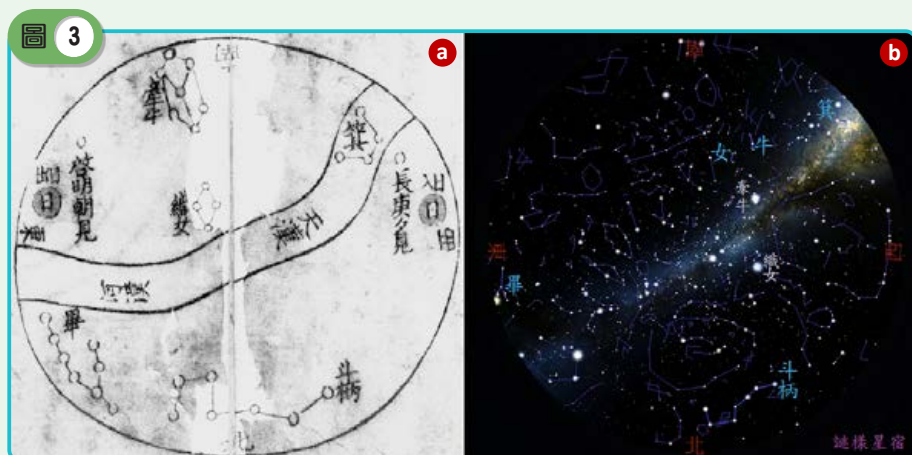 圖 3
a
南
牽牛
箕
啓明朝見
日
東
織女
天漢
長庚夕見
入日
西
河漢
畢
斗柄
北
b
南
箕
女
牛
牽牛
東
西
畢
織女
斗柄
北
謎樣星宿